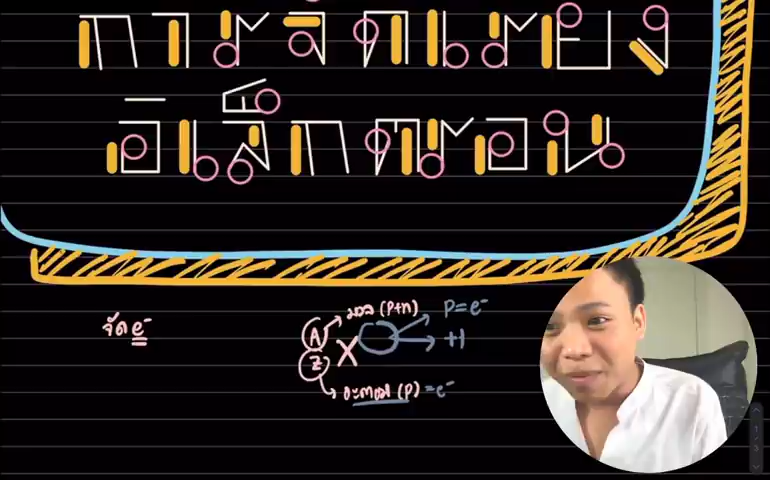 การจัดเรียง
อิเล็กตรอน
จัด e⁻
A
Z
X
มวล (P+n)
P=e⁻
+1
อะตอม (P) = e⁻